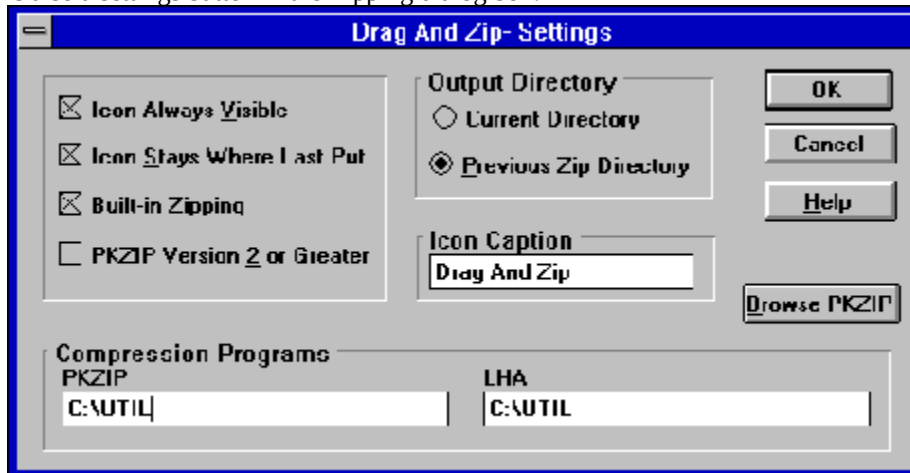 Drag And Zip- Settings
Icon Always Visible
Icon Stays Where Last Put
Built-in Zipping
PKZIP Version 2 or Greater
Output Directory
Current Directory
Previous Zip Directory
Icon Caption
Drag And Zip
OK
Cancel
Help
Browse PKZIP
Compression Programs
PKZIP
C:\UTIL
LHA
C:\UTIL